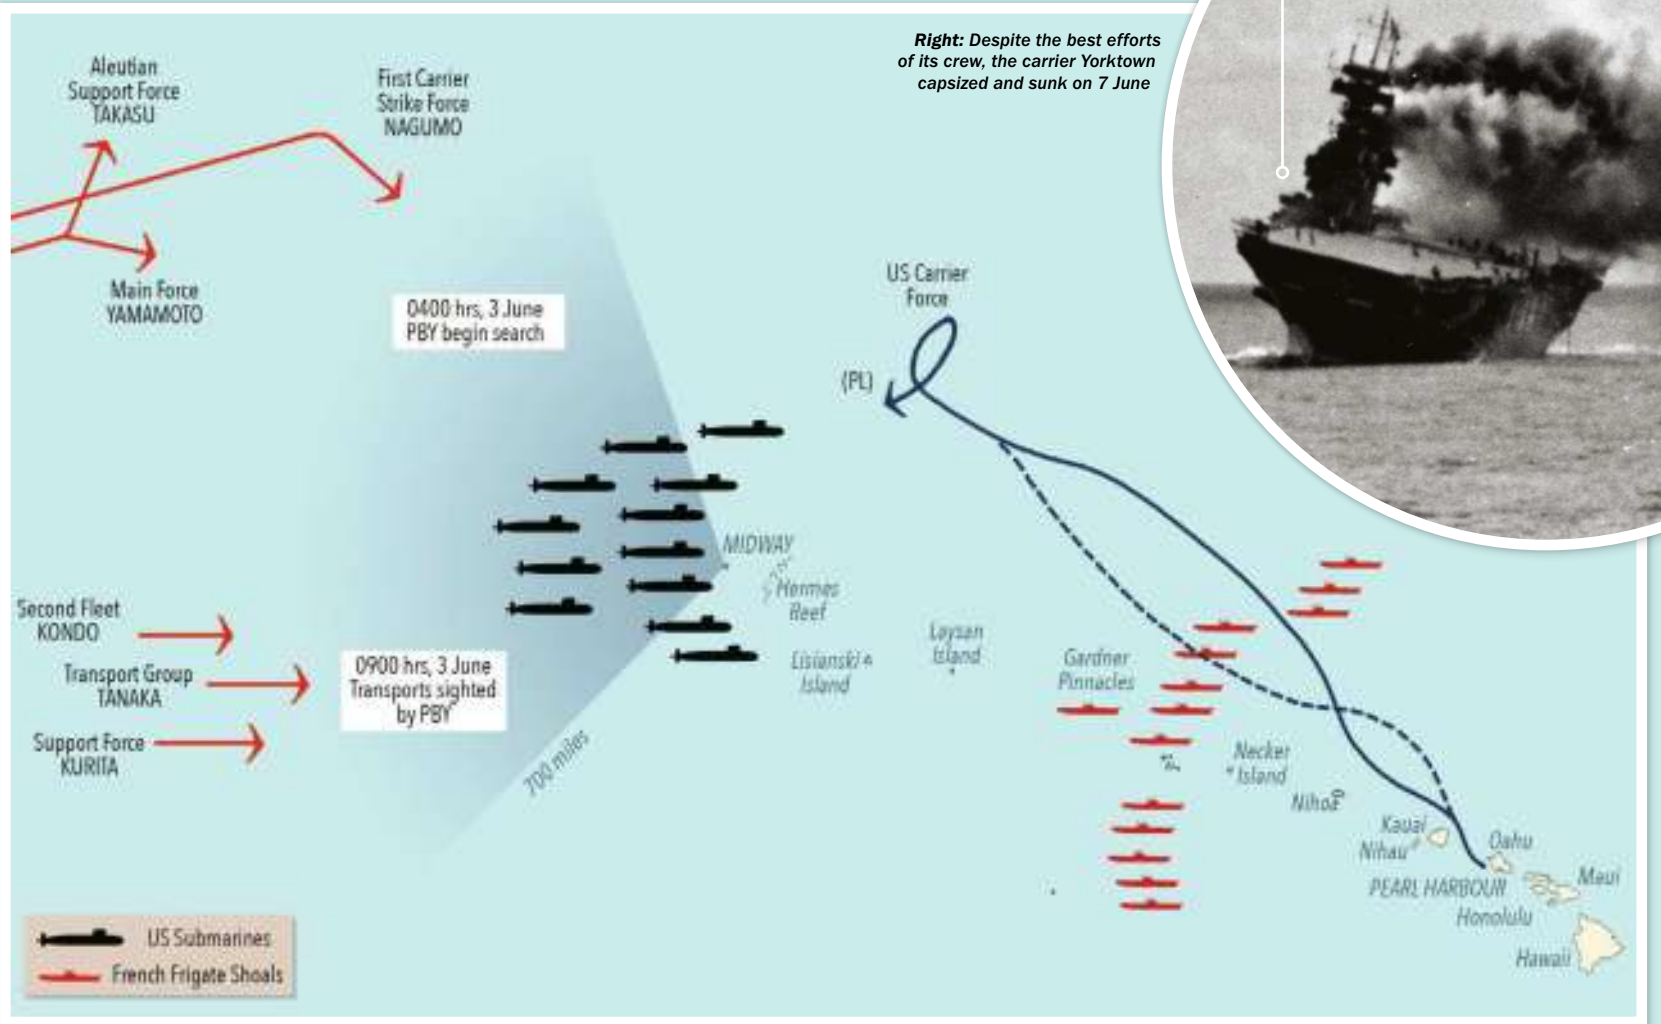 Right: Despite the best efforts
of its crew, the carrier Yorktown
capsized and sunk on 7 June
Aleutian
Support Force
TAKASU
First Carrier
Strike Force
NAGUMO
Main Force
YAMAMOTO
0400 hrs, 3 June
PBY begin search
US Carrier
Force
(PL)
MIDWAY
Hermes
Reef
Second Fleet
KONDO
Transport Group
TANAKA
Support Force
KURITA
0900 hrs, 3 June
Transports sighted
by PBY
700 miles
Lisianski
Island
Laysan
Island
Gardner
Pinnacles
Necker
Island
Nihoa
Kauai
Nihau
Oahu
PEARL HARBOUR
Maui
Honolulu
Hawaii
US Submarines
French Frigate Shoals